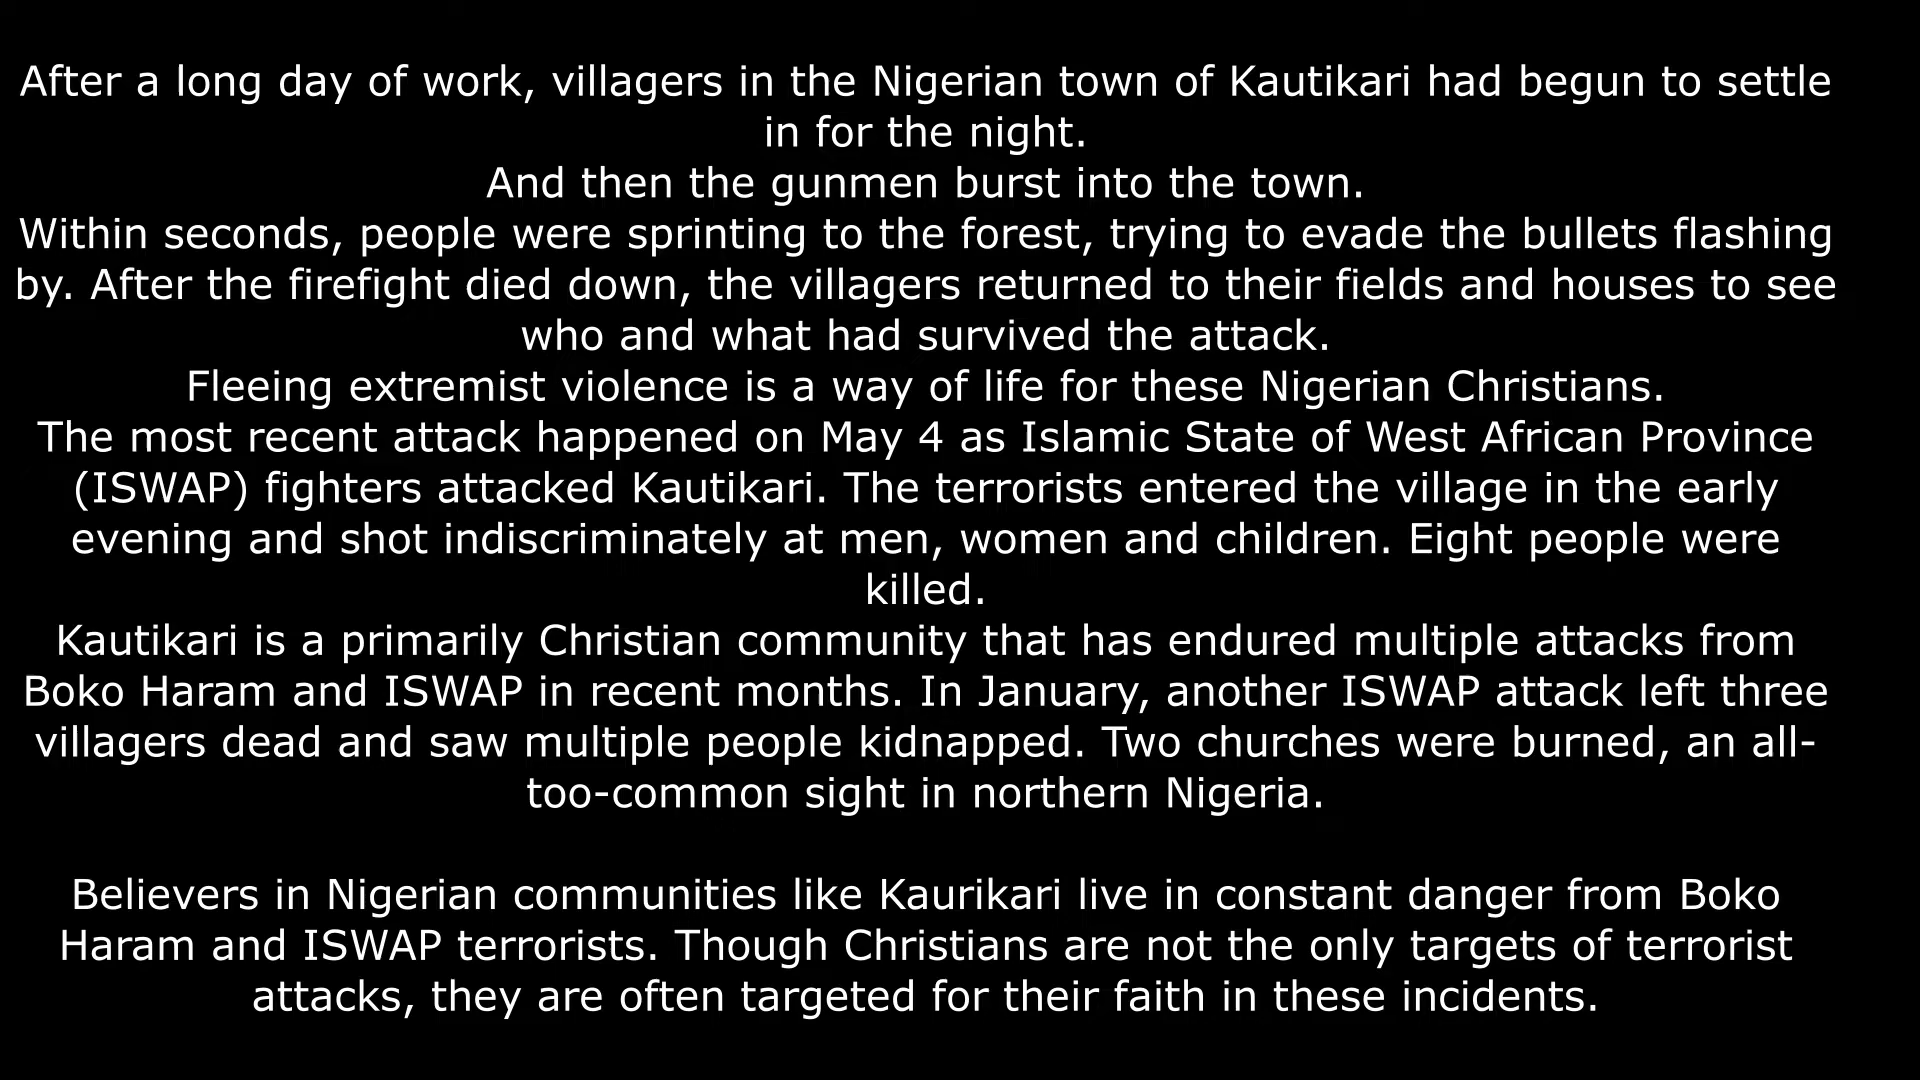 After a long day of work, villagers in the Nigerian town of Kautikari had begun to settle
in for the night.
And then the gunmen burst into the town.
Within seconds, people were sprinting to the forest, trying to evade the bullets flashing
by. After the firefight died down, the villagers returned to their fields and houses to see
who and what had survived the attack.
Fleeing extremist violence is a way of life for these Nigerian Christians.
The most recent attack happened on May 4 as Islamic State of West African Province
(ISWAP) fighters attacked Kautikari. The terrorists entered the village in the early
evening and shot indiscriminately at men, women and children. Eight people were
killed.
Kautikari is a primarily Christian community that has endured multiple attacks from
Boko Haram and ISWAP in recent months. In January, another ISWAP attack left three
villagers dead and saw multiple people kidnapped. Two churches were burned, an all-
too-common sight in northern Nigeria.
Believers in Nigerian communities like Kaurikari live in constant danger from Boko
Haram and ISWAP terrorists. Though Christians are not the only targets of terrorist
attacks, they are often targeted for their faith in these incidents.